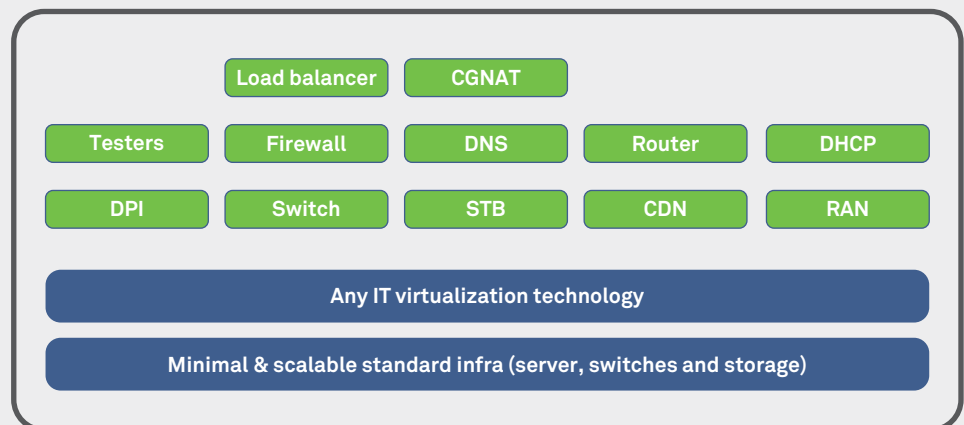 Load balancer
CGNAT
Testers
Firewall
DNS
Router
DHCP
DPI
Switch
STB
CDN
RAN
Any IT virtualization technology
Minimal & scalable standard infra (server, switches and storage)